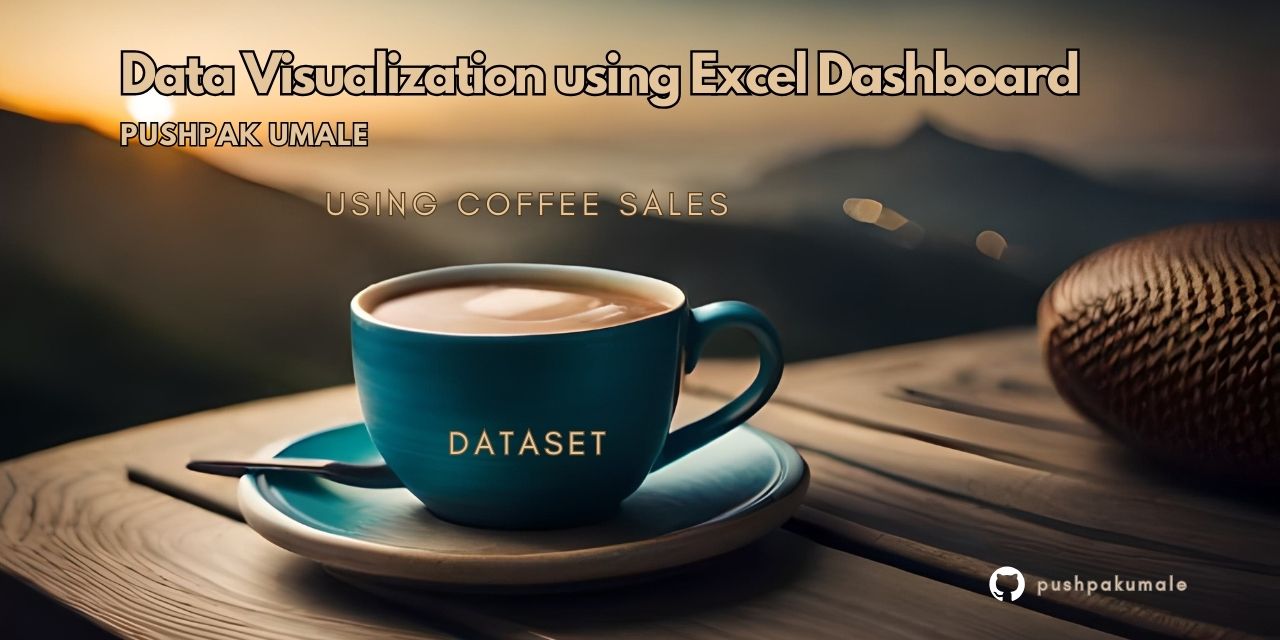 Data Visualization using Excel Dashboard
PUSHPAK UMALE
USING COFFEE SALES
DATASET
pushpakumale